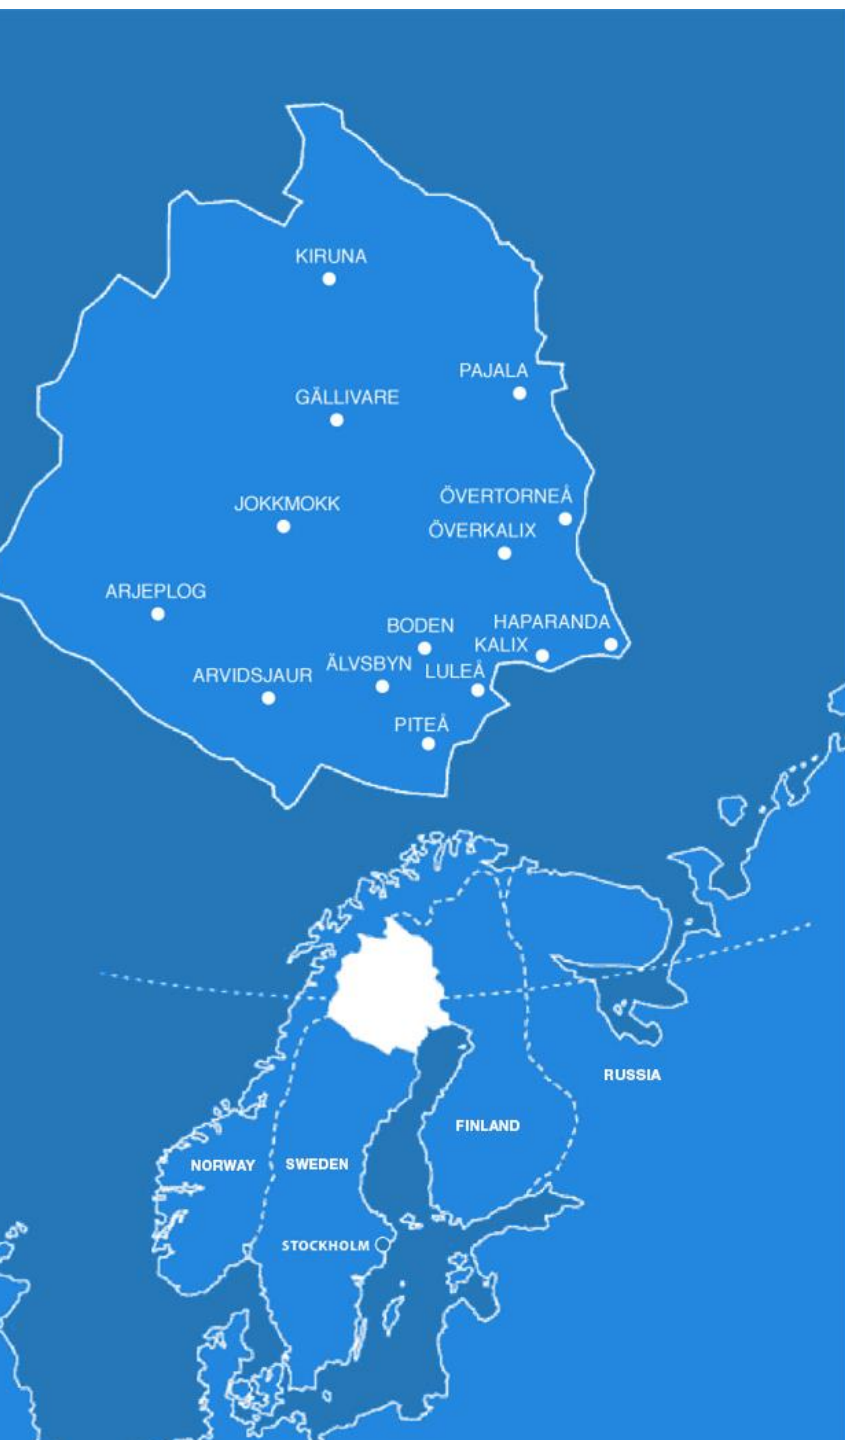 KIRUNA
PAJALA
GÄLLIVARE
ÖVERTORNEÅ
JOKKMOKK
ÖVERKALIX
ARJEPLOG
HAPARANDA
BODEN
KALIX
ÄLVSBYN
LULEÅ
ARVIDSJAUR
PITEÅ
RUSSIA
FINLAND
NORWAY
SWEDEN
STOCKHOLM